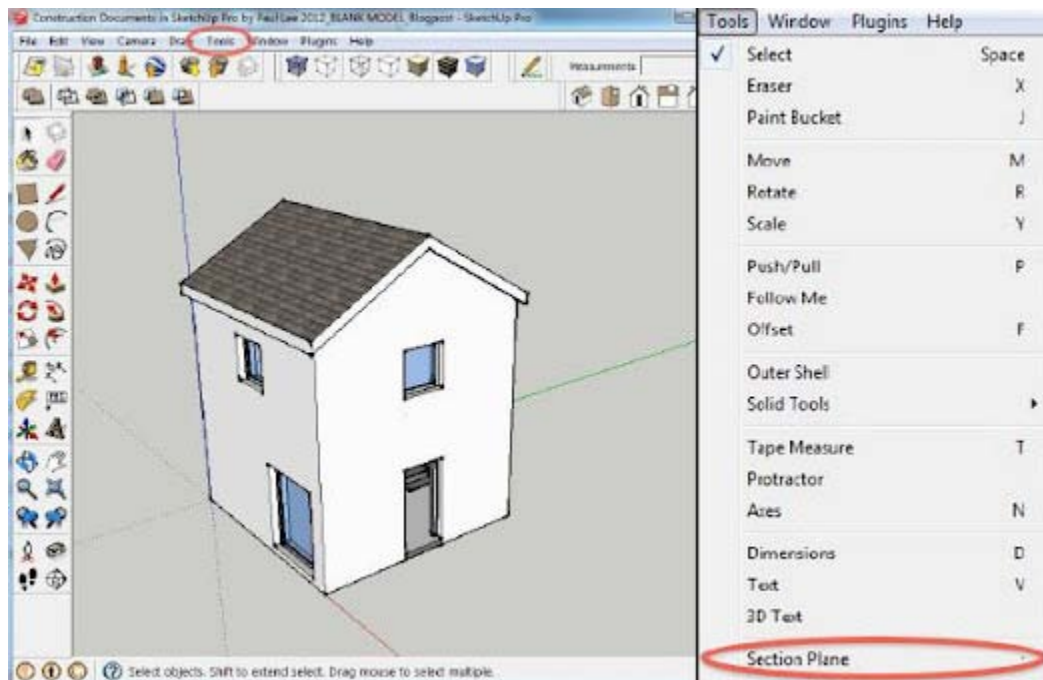 Construction Documents in SketchUp Pro by Paul Lee 2012_BLANK MODEL_Blogpost - SketchUp Pro
File Edit View Camera Draw Tools Window Plugins Help
Measurements
Select objects. Shift to extend select. Drag mouse to select multiple.
Tools Window Plugins Help
Select Space
Eraser X
Paint Bucket J
Move M
Rotate R
Scale Y
Push/Pull P
Follow Me
Offset F
Outer Shell
Solid Tools
Tape Measure T
Protractor
Axes N
Dimensions D
Text V
3D Text
Section Plane